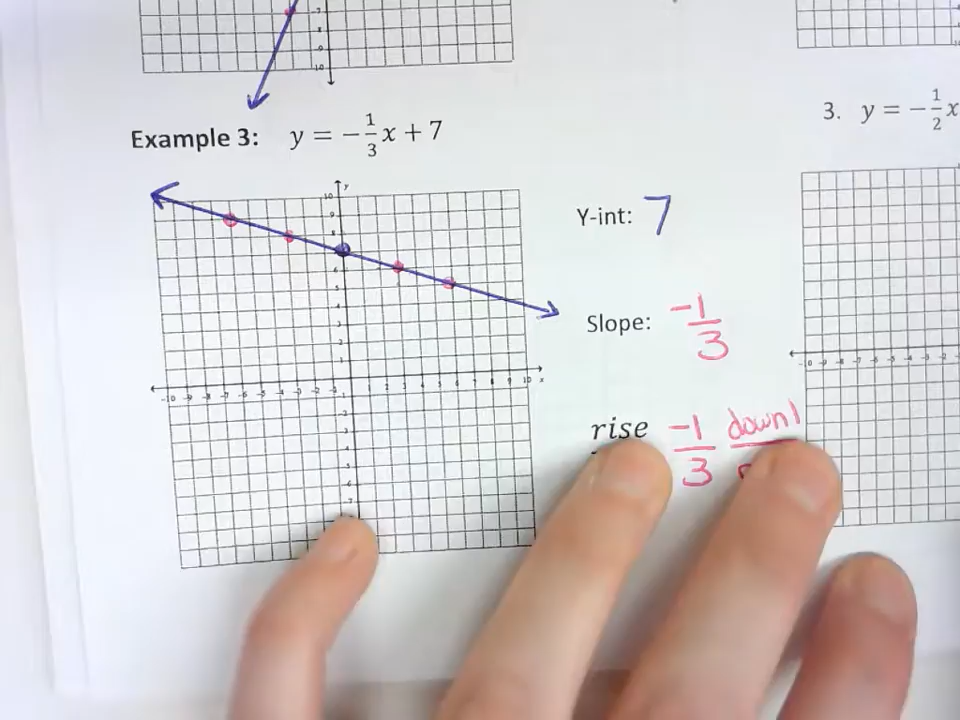 Example 3: y = −1/3x + 7
3. y = −1/2x
Y-int: 7
Slope: -1/3
rise -1/3 down 1